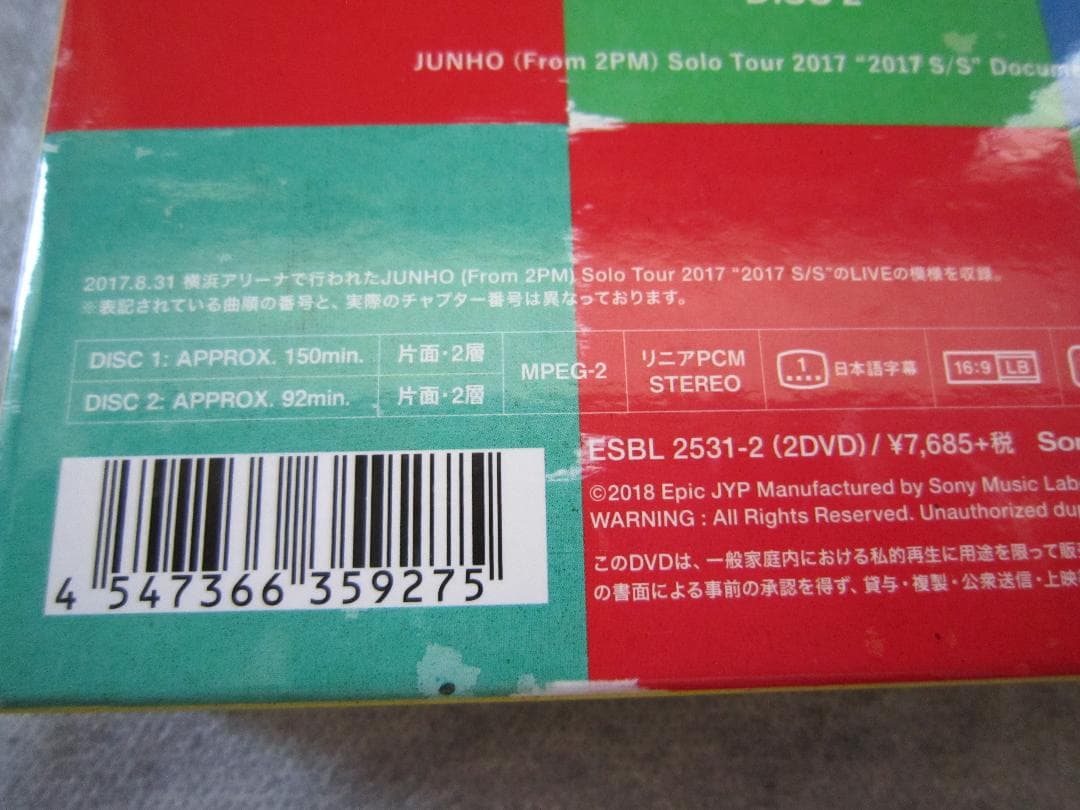 DISC 2
JUNHO (From 2PM) Solo Tour 2017 "2017 S/S"
2017.8.31 横浜アリーナで行われたJUNHO (From 2PM) Solo Tour 2017 "2017 S/S"のLIVEの模様を収録。
※表記されている曲順の番号と、実際のチャプター番号は異なっております。
DISC 1: APPROX. 150min. 片面・2層
DISC 2: APPROX. 92min. 片面・2層
MPEG-2
リニアPCM
STEREO
1 日本語字幕
16:9 LB
ESBL 2531-2 (2DVD) / ¥7,685+税
©2018 Epic JYP Manufactured by Sony Music
WARNING : All Rights Reserved. Unauthorized
このDVDは、一般家庭内における私的再生に用途を限って販
の書面による事前の承認を得ず、貸与・複製・公衆送信・上映
4 547366 359275